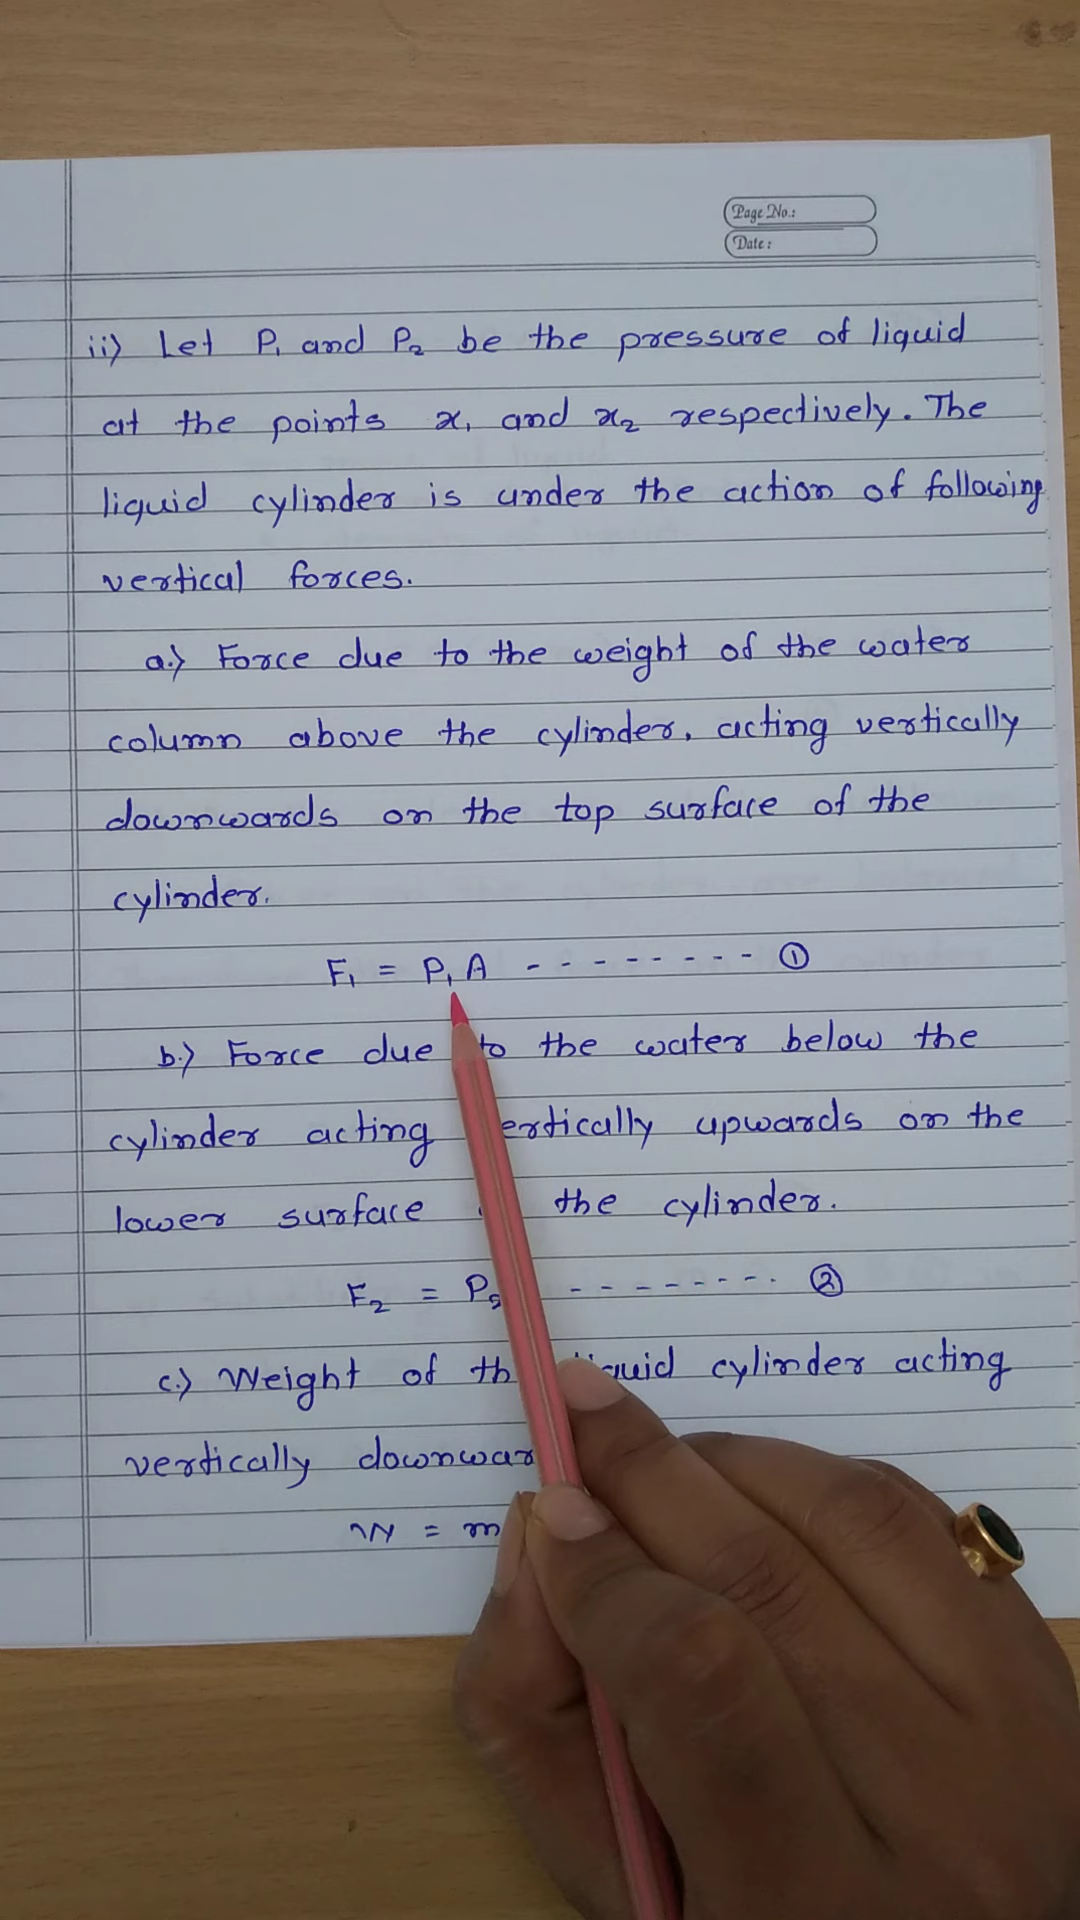 Page No.:
Date:
ii) Let P₁ and P₂ be the pressure of liquid
at the points x₁ and x₂ respectively. The
liquid cylinder is under the action of following
vertical forces.
a.) Force due to the weight of the water
column above the cylinder, acting vertically
downwards on the top surface of the
cylinder.
F₁ = P₁ A - - - - - - - - ①
b.) Force due to the water below the
cylinder acting ertically upwards on the
lower surface the cylinder.
F₂ = P₂ - - - - - - - - ②
c.) Weight of th quid cylinder acting
vertically downwar
W = m